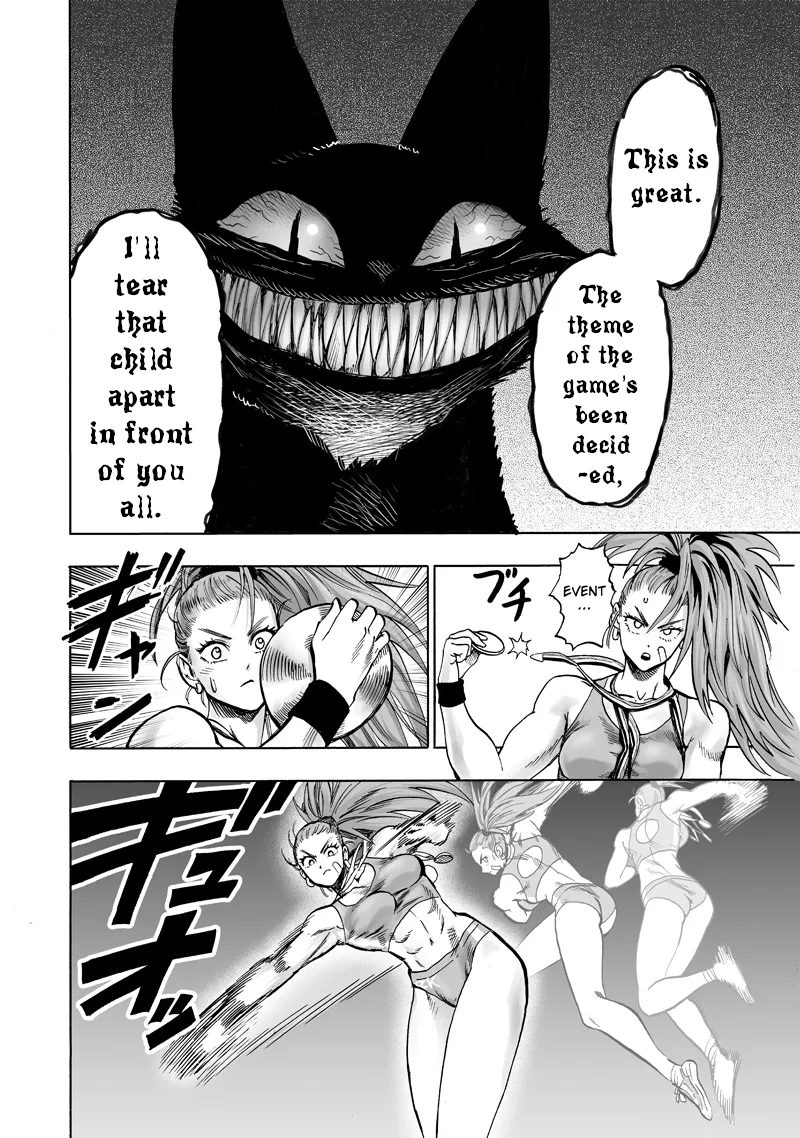 This is
great.
The
theme
of the
game's
been
decid
-ed,
I'll
tear
that
child
apart
in front
of you
all.
EVENT
...
ブチ
ギャン
ギュオッ